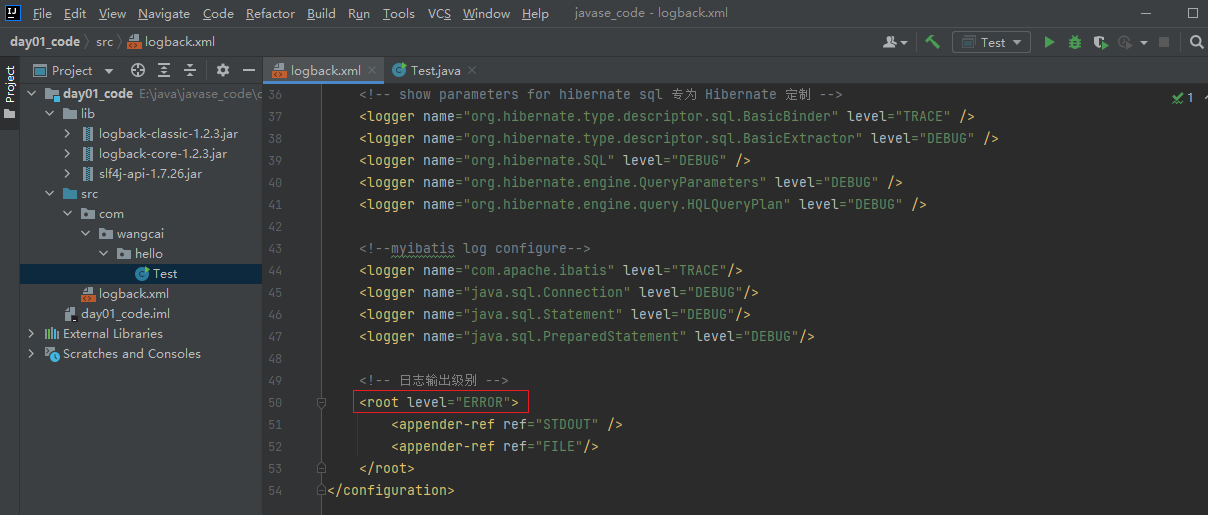 File Edit View Navigate Code Refactor Build Run Tools VCS Window Help javase_code - logback.xml
day01_code src logback.xml Test
Project logback.xml Test.java
Project
day01_code E:\java\javase_code\
lib
logback-classic-1.2.3.jar
logback-core-1.2.3.jar
slf4j-api-1.7.26.jar
src
com
wangcai
hello
Test
logback.xml
day01_code.iml
External Libraries
Scratches and Consoles
1
36 <!-- show parameters for hibernate sql 专为 Hibernate 定制 -->
37 <logger name="org.hibernate.type.descriptor.sql.BasicBinder" level="TRACE" />
38 <logger name="org.hibernate.type.descriptor.sql.BasicExtractor" level="DEBUG" />
39 <logger name="org.hibernate.SQL" level="DEBUG" />
40 <logger name="org.hibernate.engine.QueryParameters" level="DEBUG" />
41 <logger name="org.hibernate.engine.query.HQLQueryPlan" level="DEBUG" />
42
43 <!--myibatis log configure-->
44 <logger name="com.apache.ibatis" level="TRACE"/>
45 <logger name="java.sql.Connection" level="DEBUG"/>
46 <logger name="java.sql.Statement" level="DEBUG"/>
47 <logger name="java.sql.PreparedStatement" level="DEBUG"/>
48
49 <!-- 日志输出级别 -->
50 <root level="ERROR">
51 <appender-ref ref="STDOUT" />
52 <appender-ref ref="FILE"/>
53 </root>
54 </configuration>